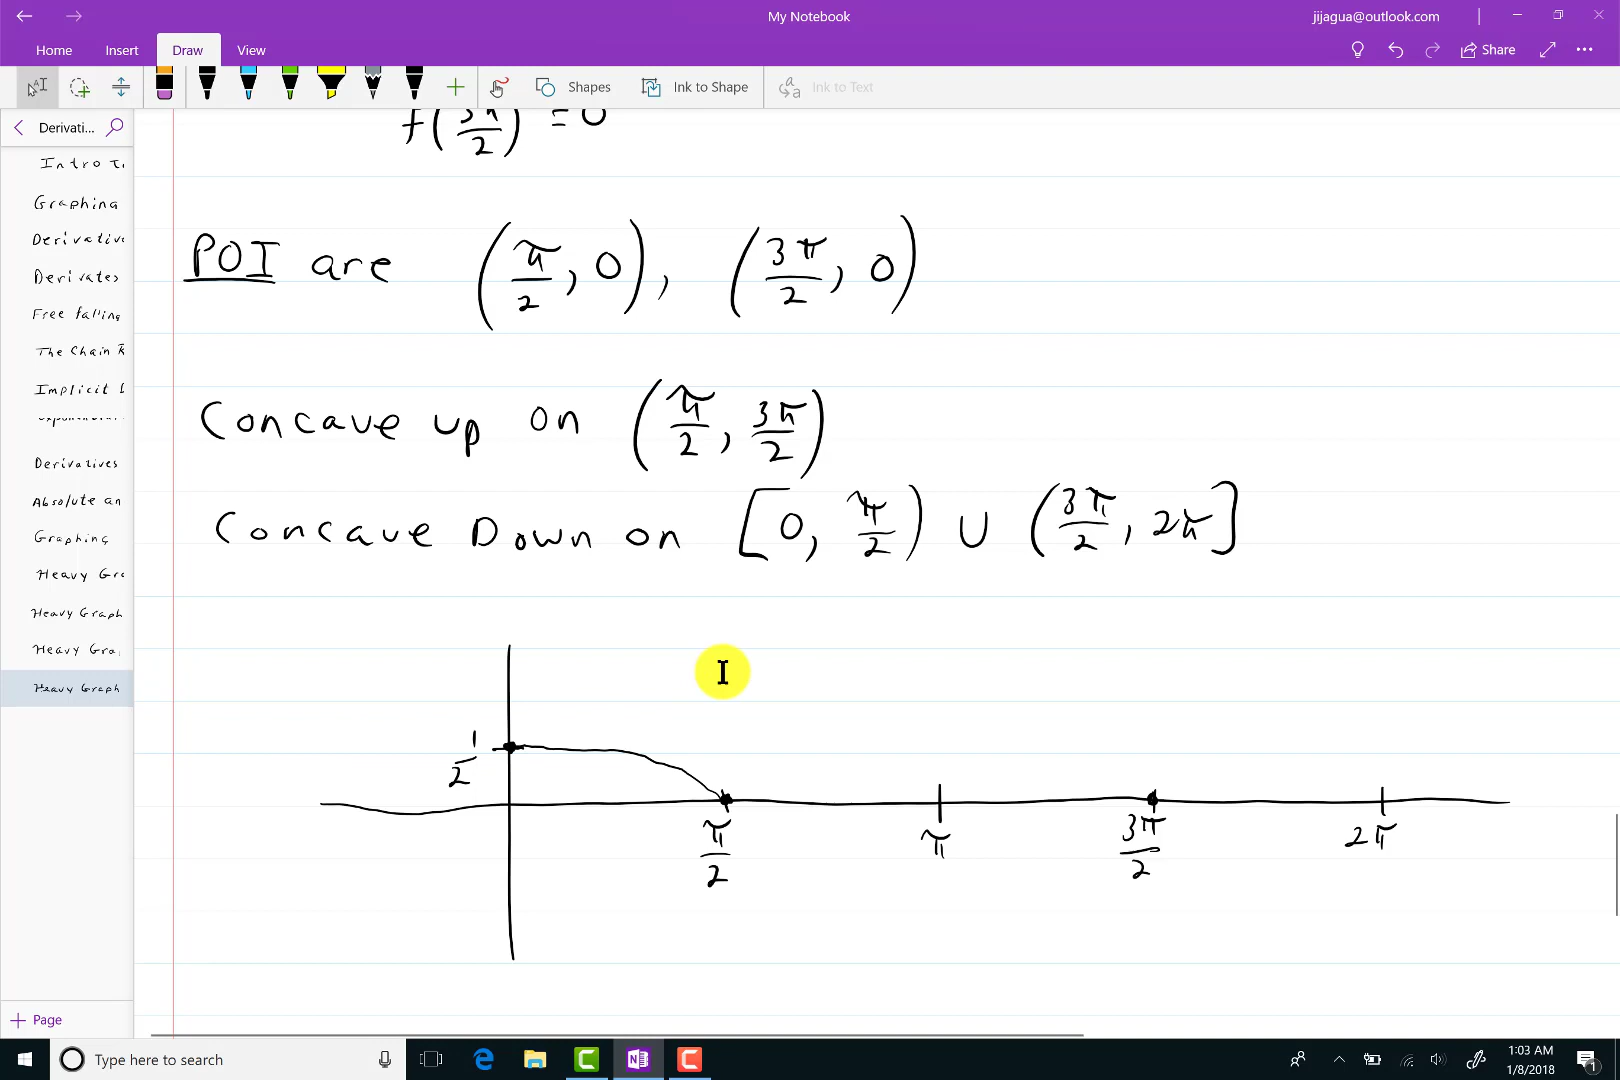 My Notebook
jijagua@outlook.com
Home Insert Draw View
Share
Shapes Ink to Shape Ink to Text
Derivati...
Intro t
Graphing
Derivative
Derivates
Free falling
The Chain R
Implicit
Derivatives
Absolute an
Graphing
Heavy Gra
Heavy Graph
Heavy Gra
Heavy Graph
Page
f(3π/2) = 0
POI are (π/2, 0), (3π/2, 0)
Concave up on (π/2, 3π/2)
Concave Down on [0, π/2) ∪ (3π/2, 2π]
1/2
π/2 π 3π/2 2π
Type here to search
1:03 AM
1/8/2018
1